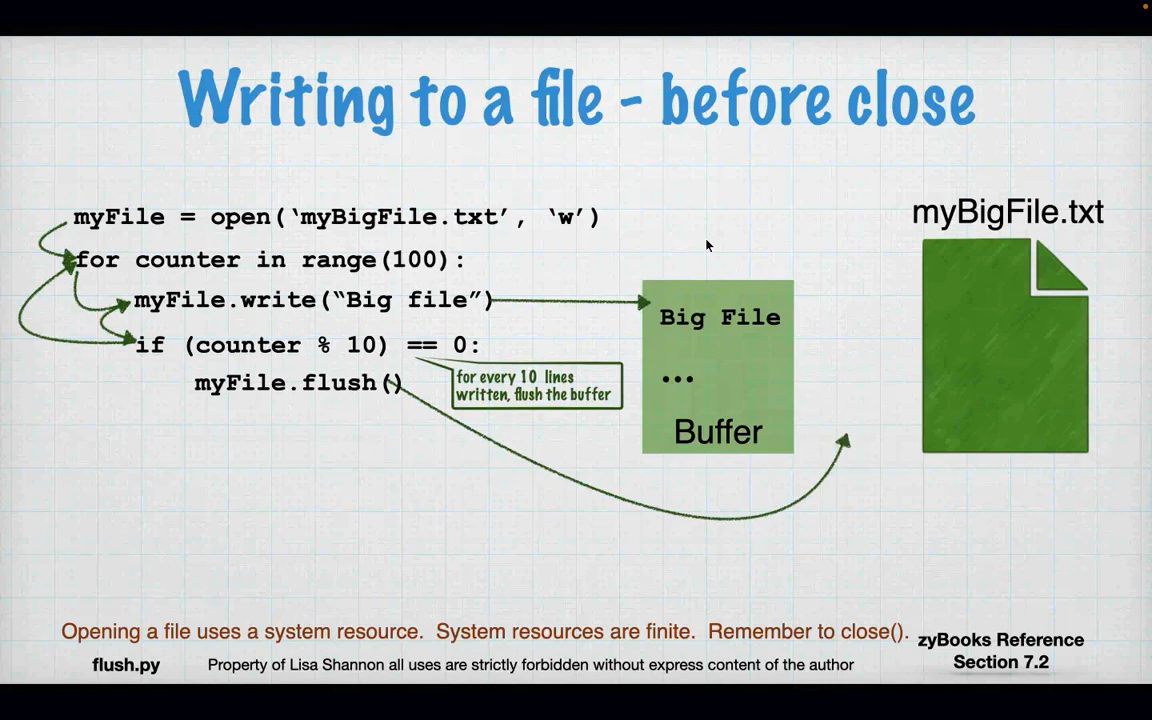 Writing to a file - before close
myFile = open(‘myBigFile.txt’, ‘w’)
for counter in range(100):
myFile.write(“Big file”)
if (counter % 10) == 0:
myFile.flush()
for every 10 lines
written, flush the buffer
Big File
...
Buffer
myBigFile.txt
Opening a file uses a system resource. System resources are finite. Remember to close().
zyBooks Reference
Section 7.2
flush.py
Property of Lisa Shannon all uses are strictly forbidden without express content of the author